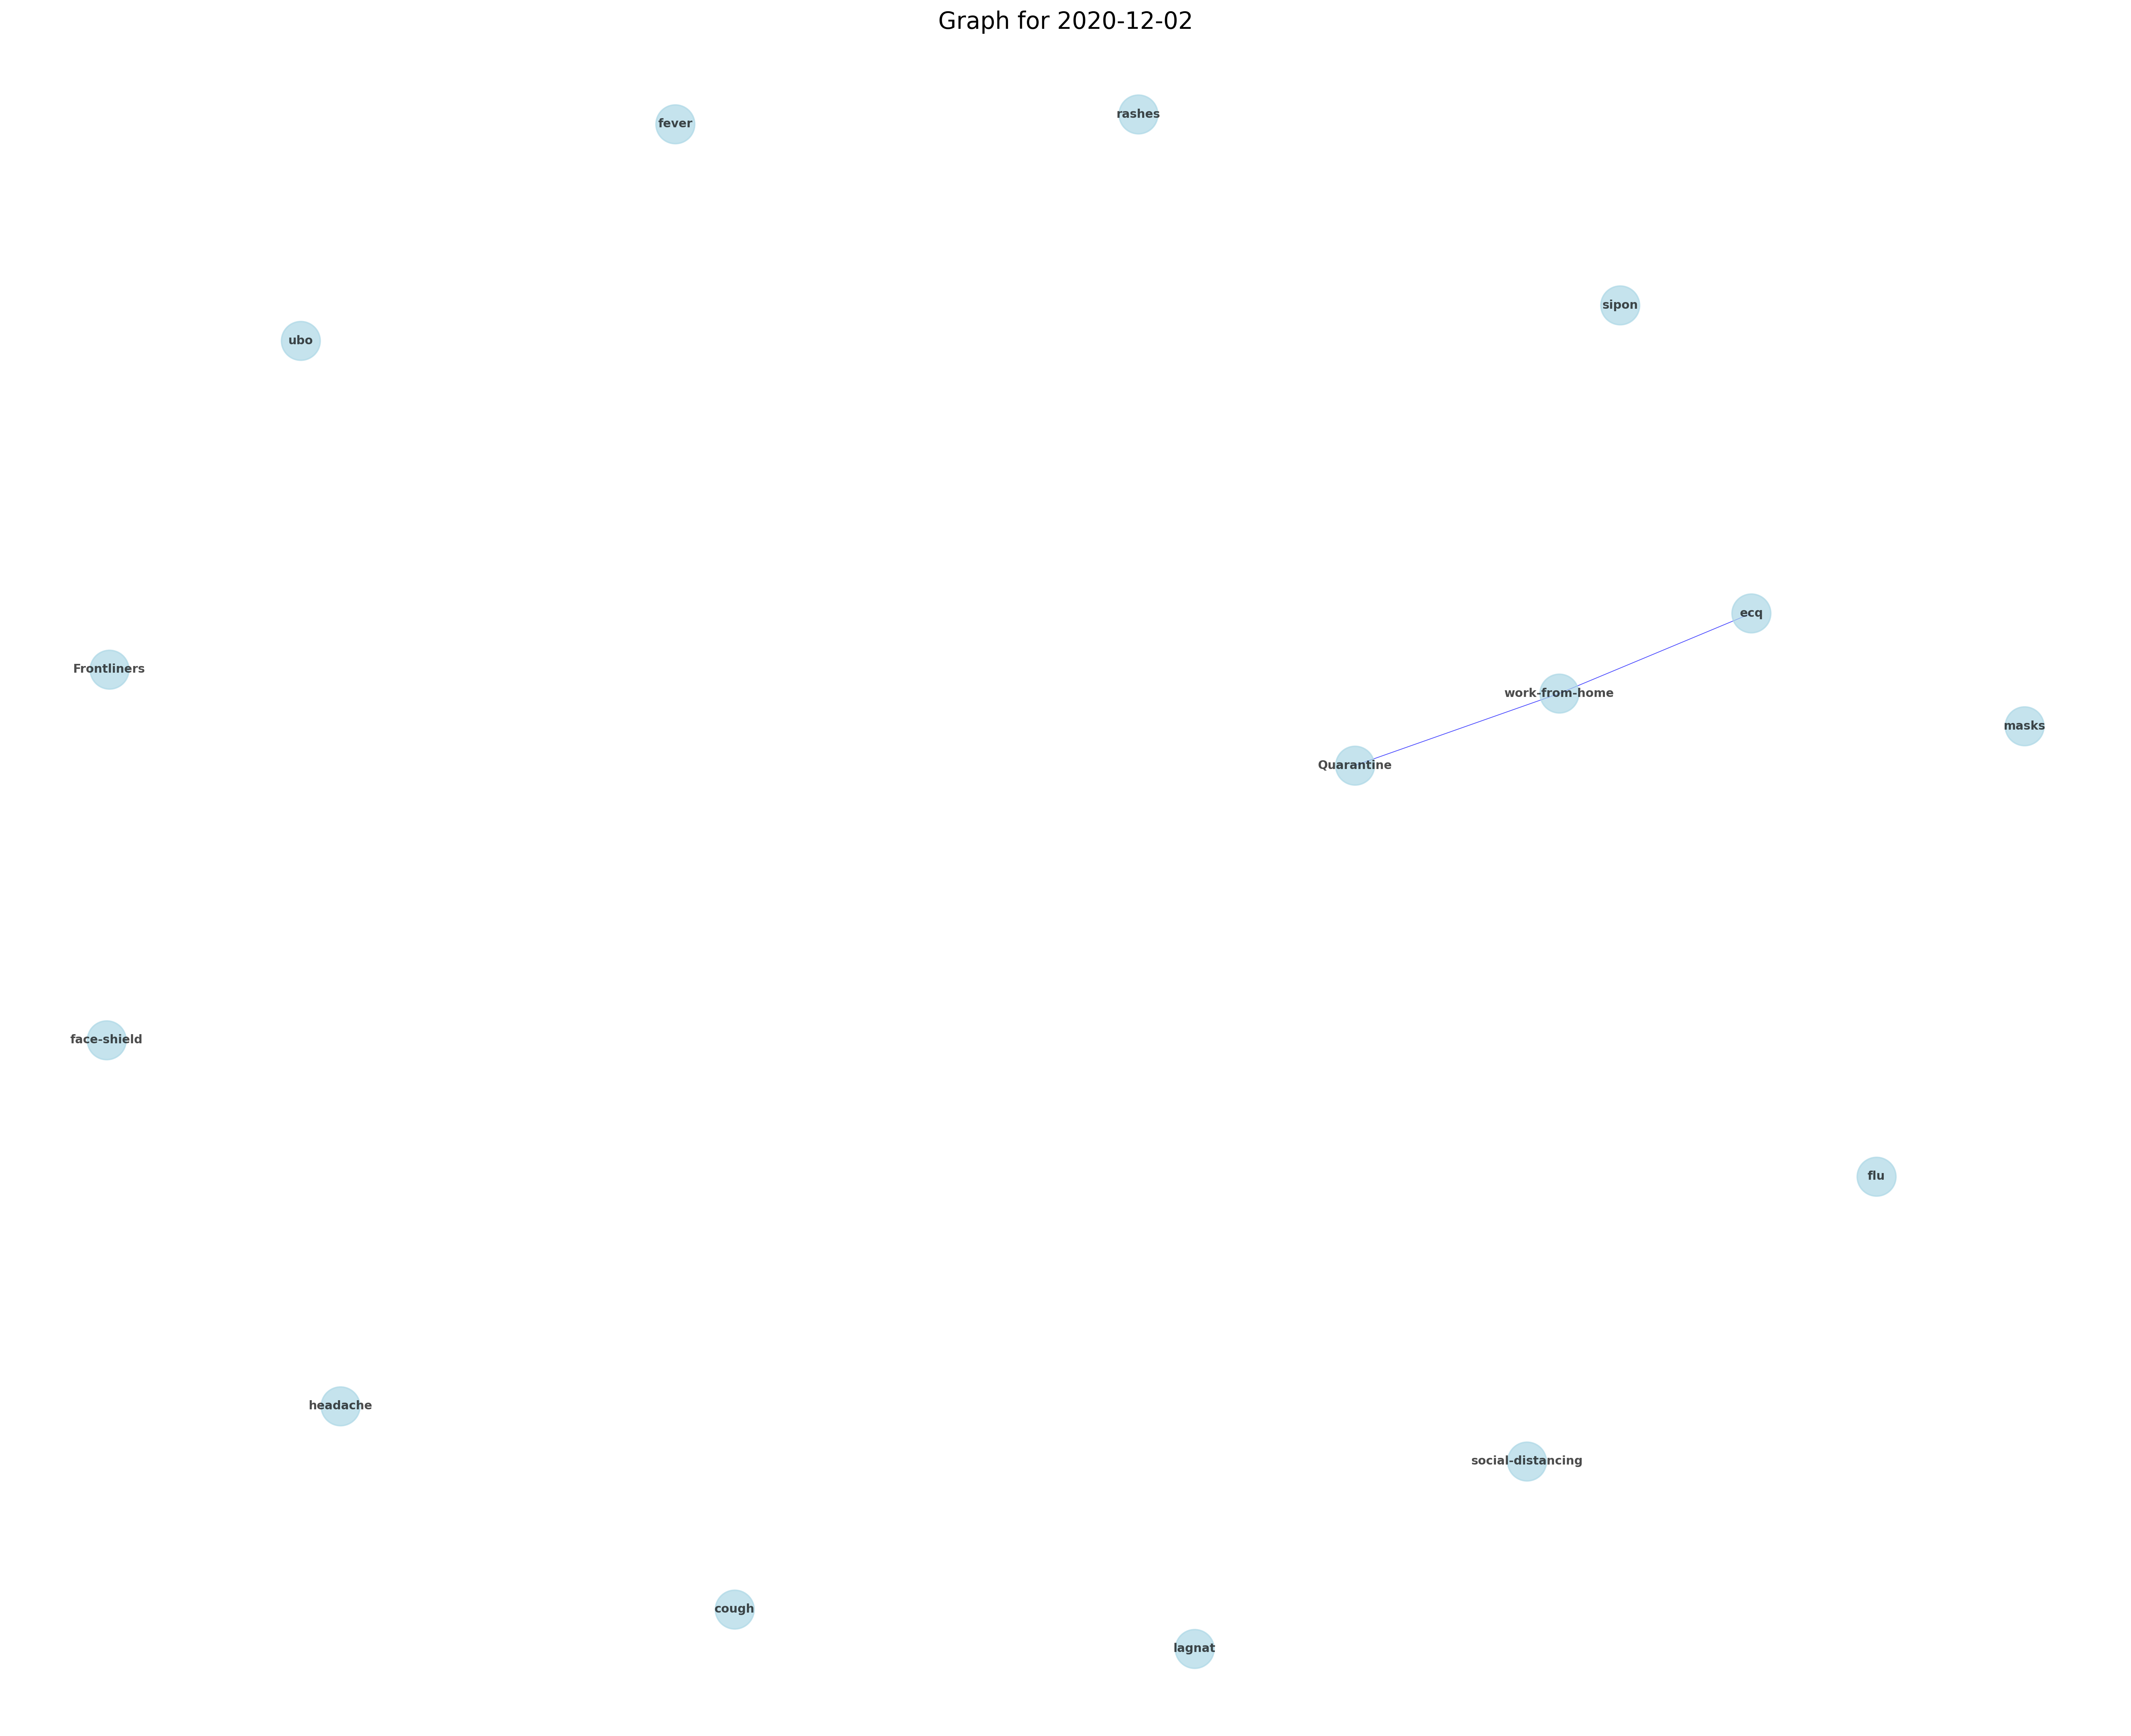 Graph for 2020-12-02
rashes
fever
sipon
ubo
ecq
Frontliners
work-from-home
masks
Quarantine
face-shield
flu
headache
social-distancing
cough
lagnat